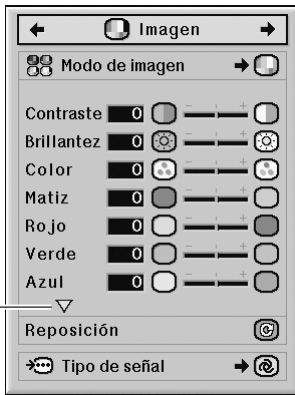 Imagen
Modo de imagen
Contraste 0
Brillantez 0
Color 0
Matiz 0
Rojo 0
Verde 0
Azul 0
Reposición
Tipo de señal